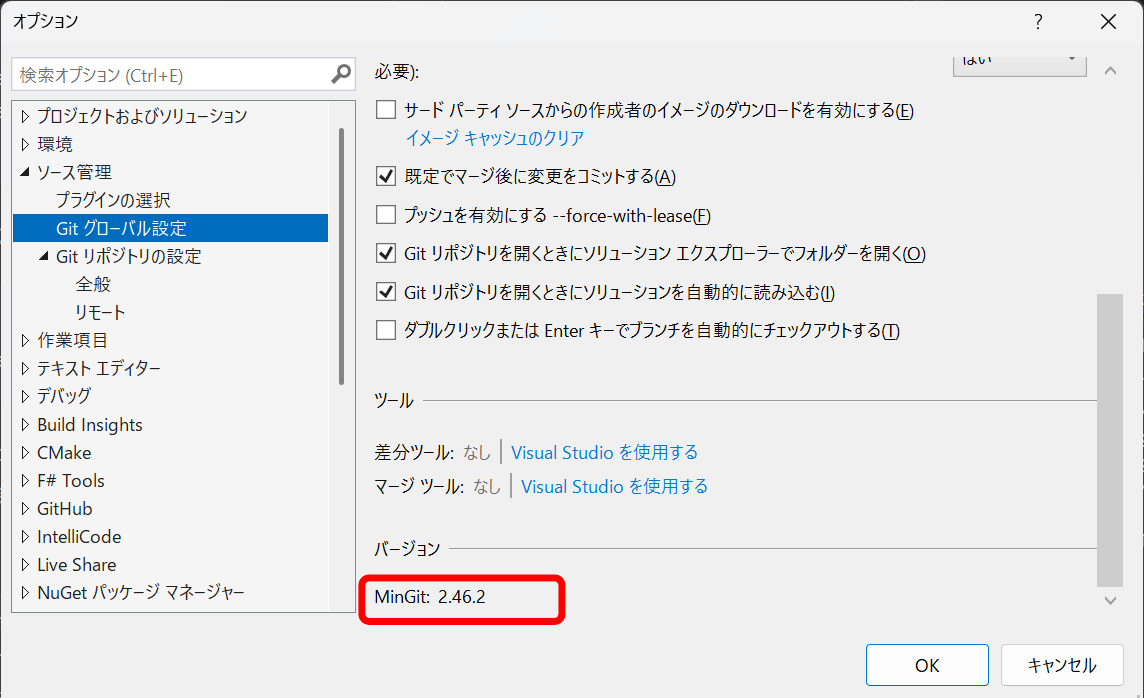 オプション
?
検索オプション (Ctrl+E)
プロジェクトおよびソリューション
環境
ソース管理
プラグインの選択
Git グローバル設定
Git リポジトリの設定
全般
リモート
作業項目
テキスト エディター
デバッグ
Build Insights
CMake
F# Tools
GitHub
IntelliCode
Live Share
NuGet パッケージ マネージャー
必要):
はい
サード パーティ ソースからの作成者のイメージのダウンロードを有効にする(E)
イメージ キャッシュのクリア
既定でマージ後に変更をコミットする(A)
プッシュを有効にする --force-with-lease(F)
Git リポジトリを開くときにソリューション エクスプローラーでフォルダーを開く(O)
Git リポジトリを開くときにソリューションを自動的に読み込む(I)
ダブルクリックまたは Enter キーでブランチを自動的にチェックアウトする(T)
ツール
差分ツール: なし Visual Studio を使用する
マージ ツール: なし Visual Studio を使用する
バージョン
MinGit: 2.46.2
OK
キャンセル